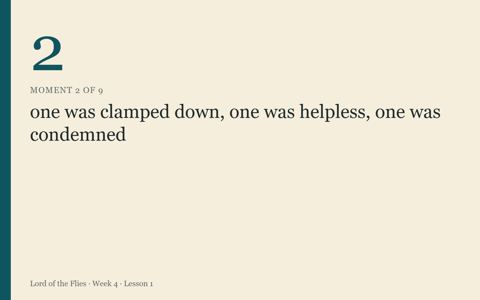 2
MOMENT 2 OF 9
one was clamped down, one was helpless, one was
condemned
Lord of the Flies · Week 4 · Lesson 1